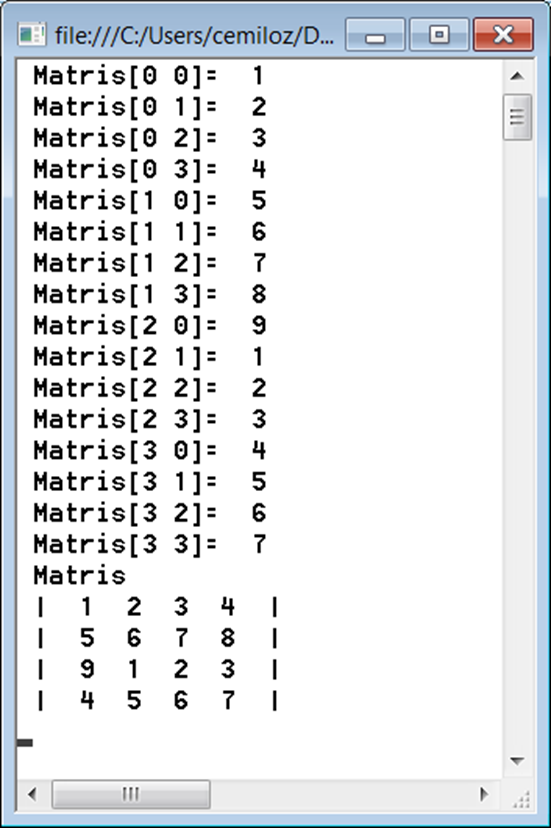 file:///C:/Users/cemiloz/D...
Matris[0 0]=  1
Matris[0 1]=  2
Matris[0 2]=  3
Matris[0 3]=  4
Matris[1 0]=  5
Matris[1 1]=  6
Matris[1 2]=  7
Matris[1 3]=  8
Matris[2 0]=  9
Matris[2 1]=  1
Matris[2 2]=  2
Matris[2 3]=  3
Matris[3 0]=  4
Matris[3 1]=  5
Matris[3 2]=  6
Matris[3 3]=  7
Matris
|  1  2  3  4  |
|  5  6  7  8  |
|  9  1  2  3  |
|  4  5  6  7  |